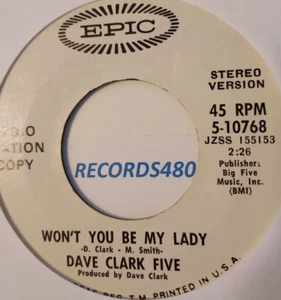 EPIC
STEREO
VERSION
45 RPM
5-10768
JZSS 155153
2:26
Publisher:
Big Five
Music, Inc.
(BMI)
COPY
RECORDS480
WON'T YOU BE MY LADY
-D. Clark - M. Smith-
DAVE CLARK FIVE
Produced by Dave Clark
T.M. PRINTED IN U.S.A.